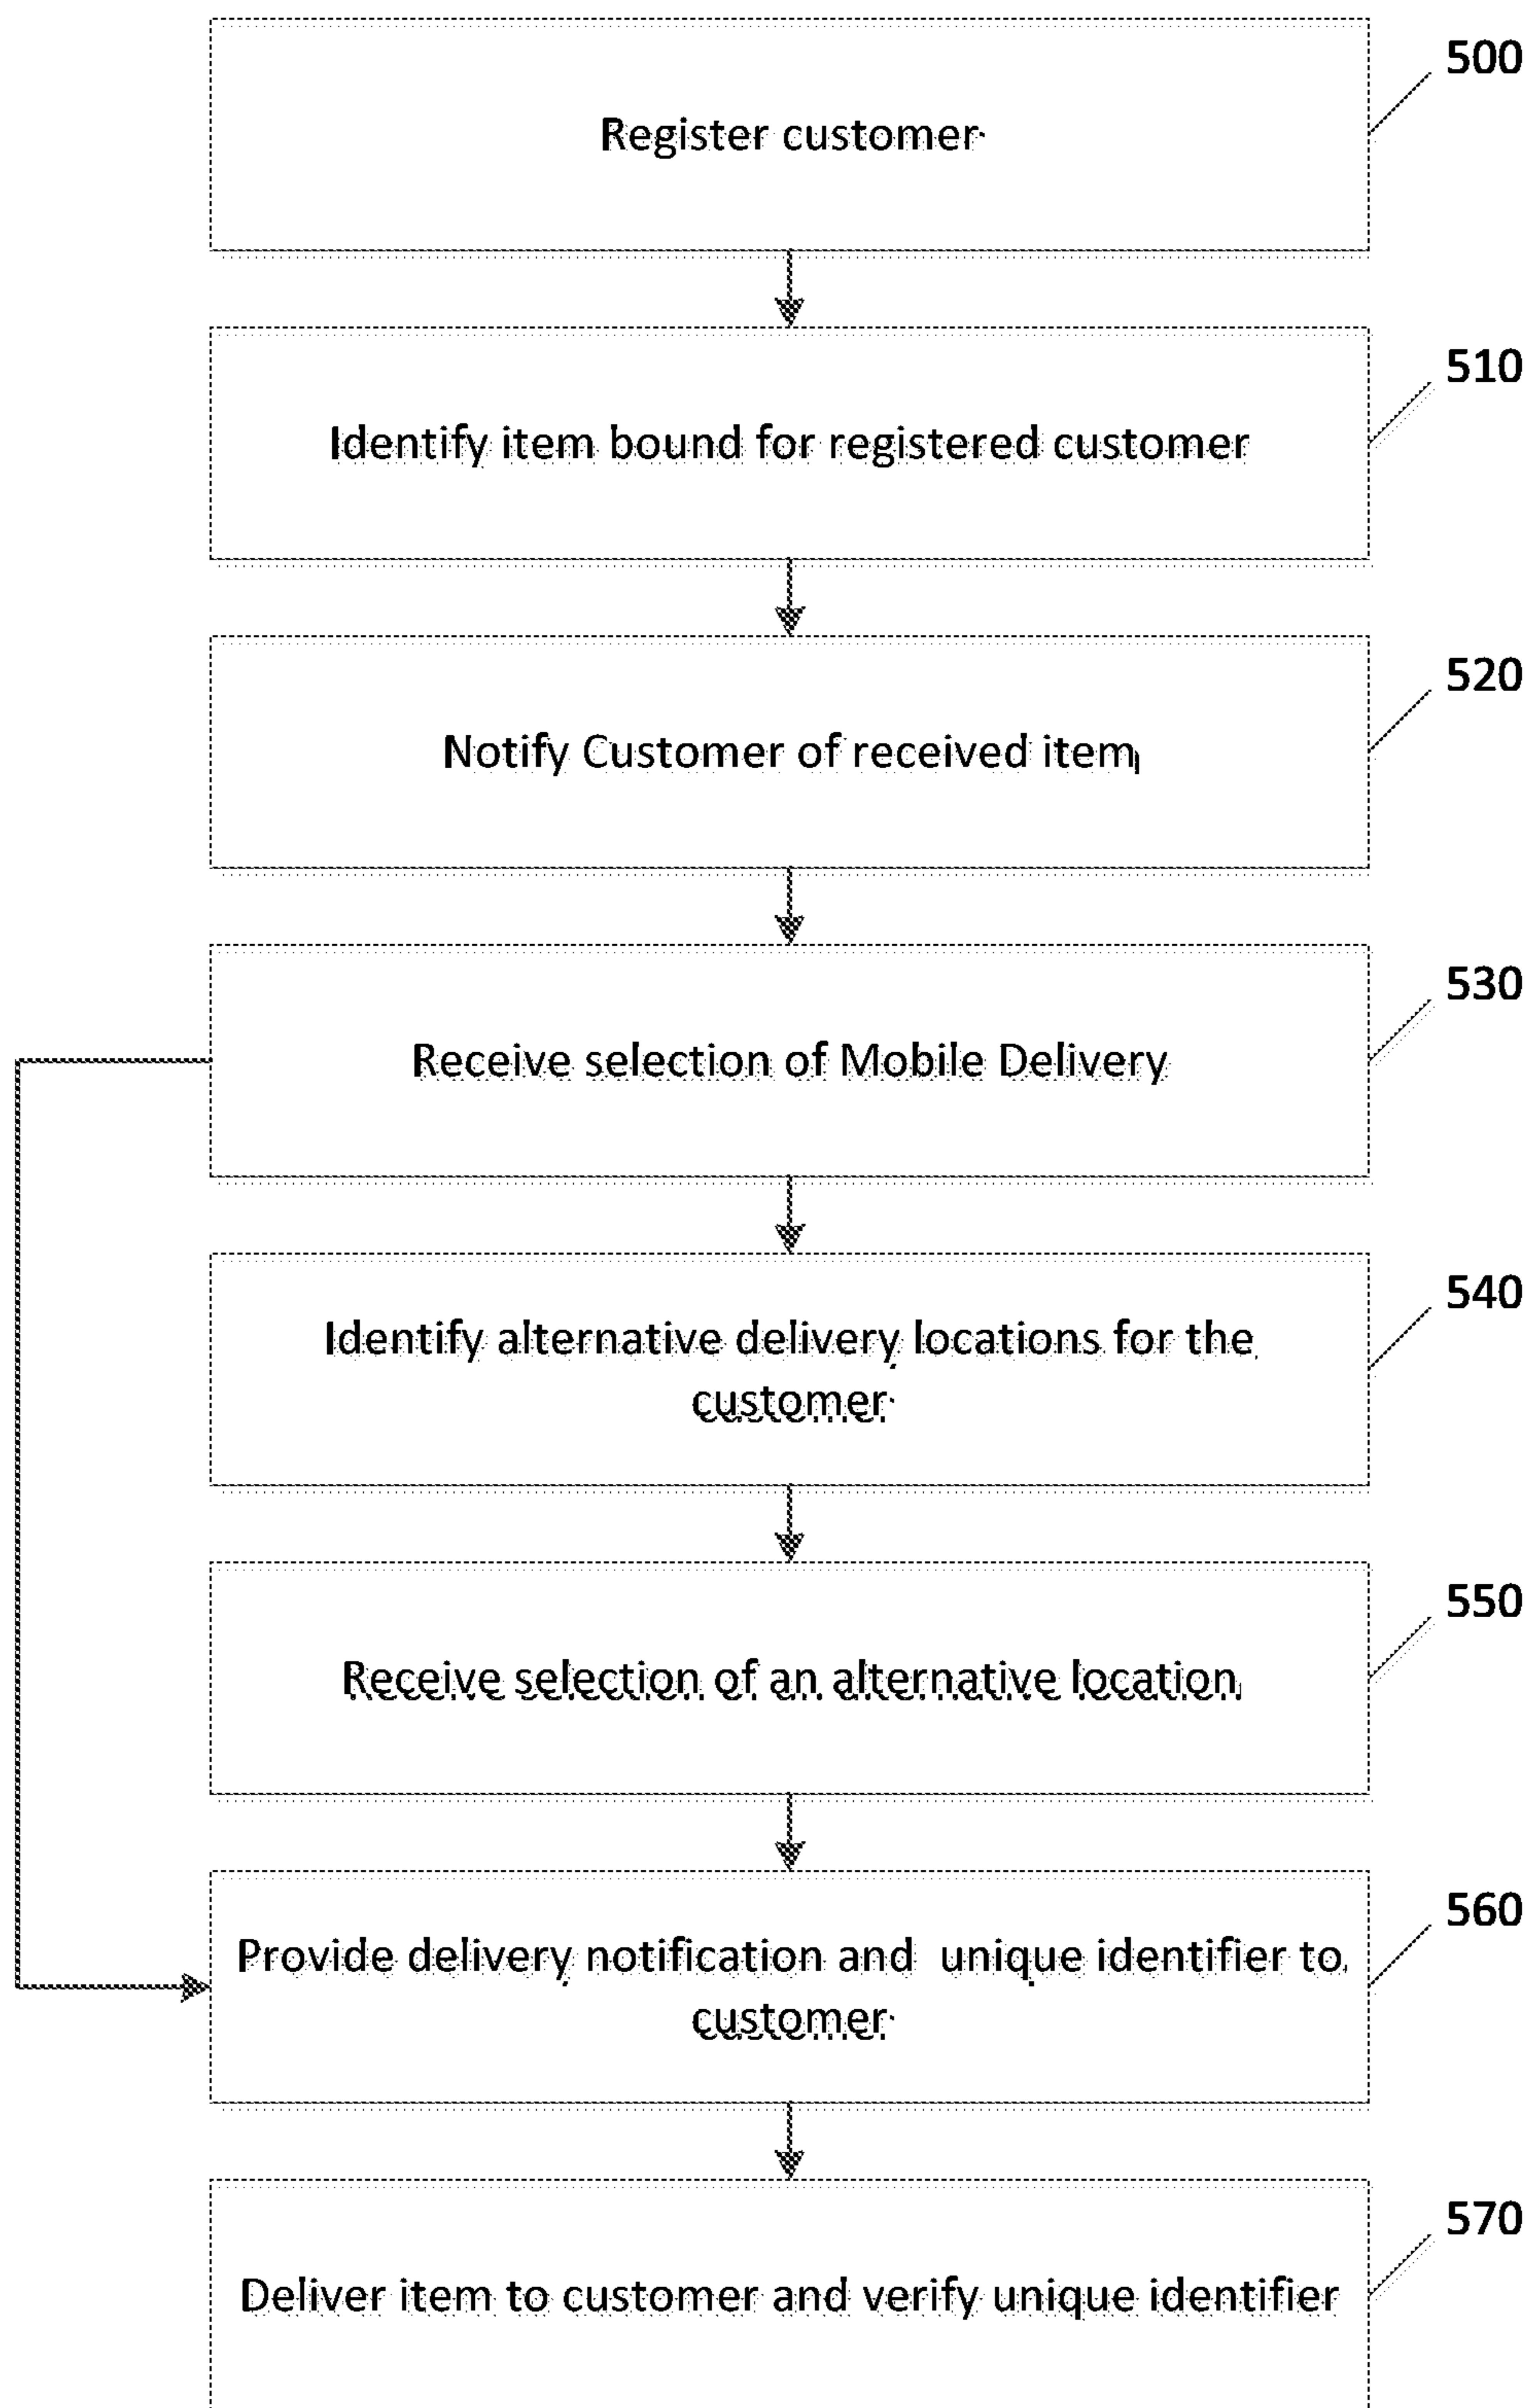 Register customer
500
Identify item bound for registered customer
510
Notify Customer of received item
520
Receive selection of Mobile Delivery
530
Identify alternative delivery locations for the
customer
540
Receive selection of an alternative location
550
Provide delivery notification and unique identifier to
customer
560
Deliver item to customer and verify unique identifier
570